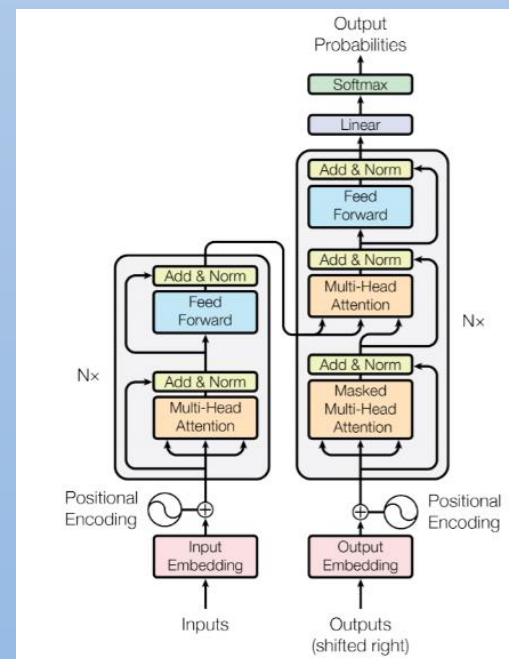 Output
Probabilities
Softmax
Linear
Add & Norm
Feed
Forward
Add & Norm
Multi-Head
Attention
Nx
Add & Norm
Masked
Multi-Head
Attention
Add & Norm
Feed
Forward
Nx
Add & Norm
Multi-Head
Attention
Positional
Encoding
Positional
Encoding
Input
Embedding
Output
Embedding
Inputs
Outputs
(shifted right)